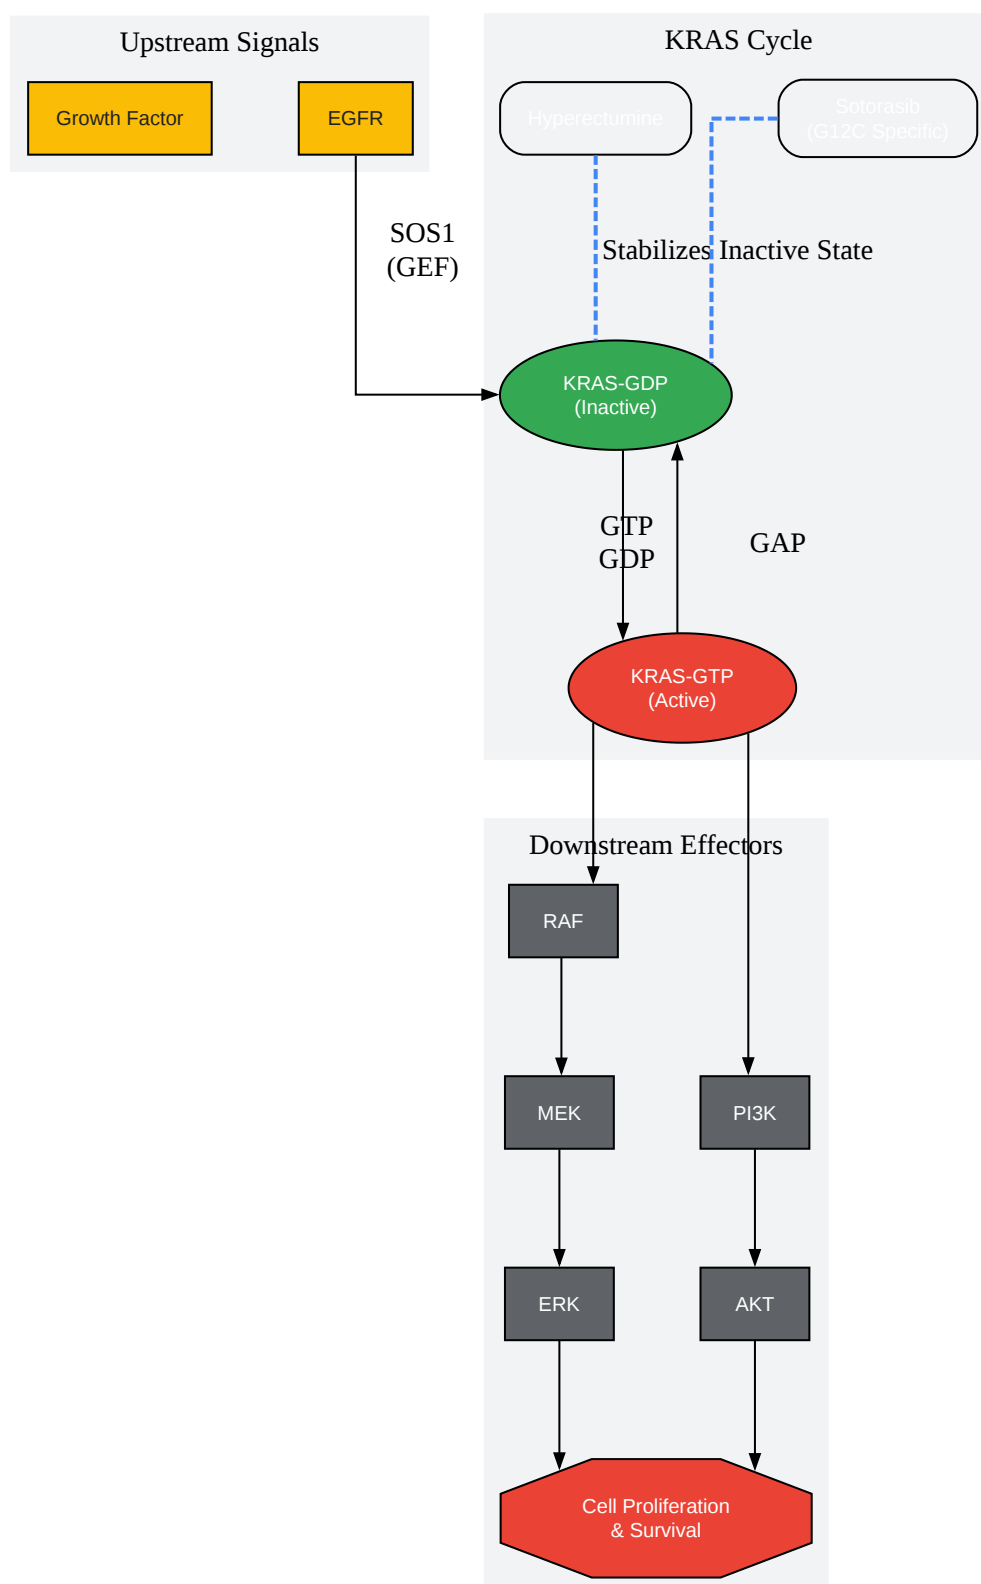 Upstream Signals
KRAS Cycle
Growth Factor
EGFR
Hyperectumine
Sotorasib
(G12C Specific)
SOS1
(GEF)
Stabilizes Inactive State
KRAS-GDP
(Inactive)
GTP
GDP
GAP
KRAS-GTP
(Active)
Downstream Effectors
RAF
MEK
PI3K
ERK
AKT
Cell Proliferation
& Survival